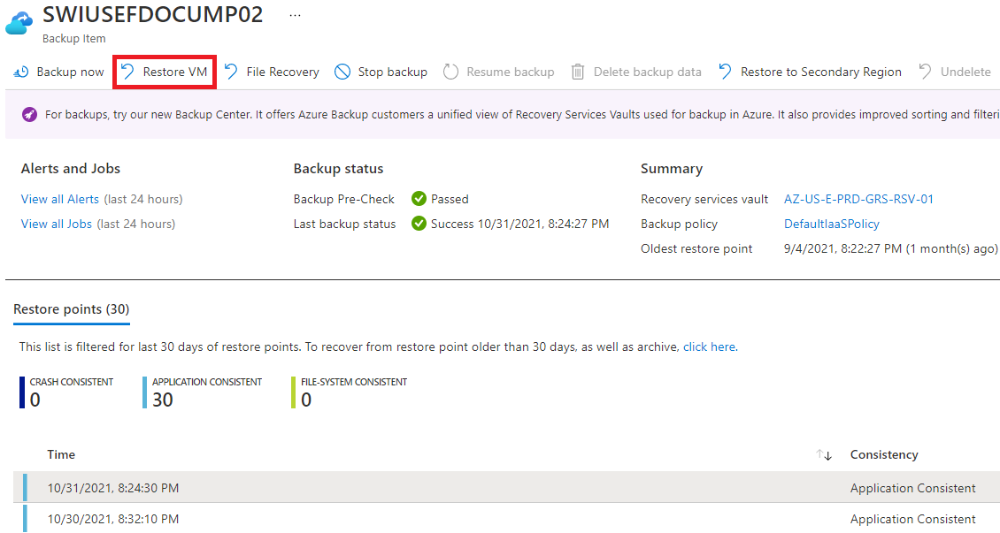 SWIUSEFDOCUMP02 ...
Backup Item
Backup now Restore VM File Recovery Stop backup Resume backup Delete backup data Restore to Secondary Region Undelete
For backups, try our new Backup Center. It offers Azure Backup customers a unified view of Recovery Services Vaults used for backup in Azure. It also provides improved sorting and filteri
Alerts and Jobs Backup status Summary
View all Alerts (last 24 hours) Backup Pre-Check Passed Recovery services vault AZ-US-E-PRD-GRS-RSV-01
View all Jobs (last 24 hours) Last backup status Success 10/31/2021, 8:24:27 PM Backup policy DefaultIaaSPolicy
Oldest restore point 9/4/2021, 8:22:27 PM (1 month(s) ago)
Restore points (30)
This list is filtered for last 30 days of restore points. To recover from restore point older than 30 days, as well as archive, click here.
CRASH CONSISTENT APPLICATION CONSISTENT FILE-SYSTEM CONSISTENT
0 30 0
Time Consistency
10/31/2021, 8:24:30 PM Application Consistent
10/30/2021, 8:32:10 PM Application Consistent